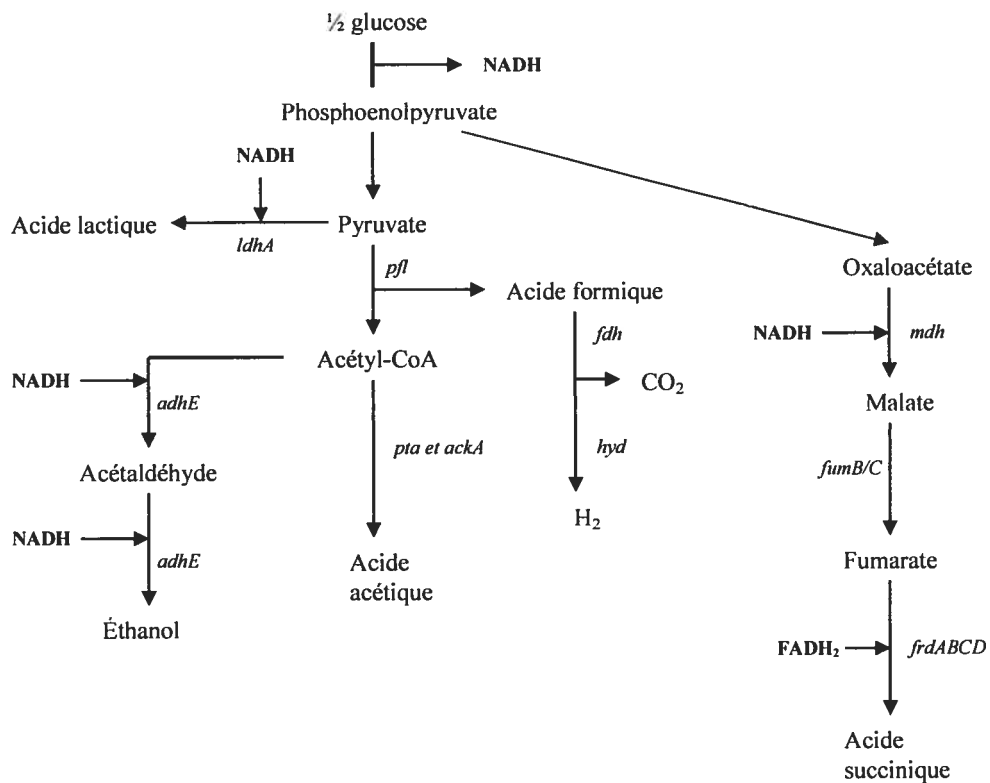 ½ glucose
NADH
Phosphoenolpyruvate
NADH
Acide lactique
ldhA
Pyruvate
pfl
Acide formique
Oxaloacétate
NADH
mdh
fdh
Acétyl-CoA
CO2
Malate
NADH
adhE
pta et ackA
hyd
fumB/C
Acétaldéhyde
H2
NADH
adhE
Acide
acétique
Fumarate
Éthanol
FADH2
frdABCD
Acide
succinique